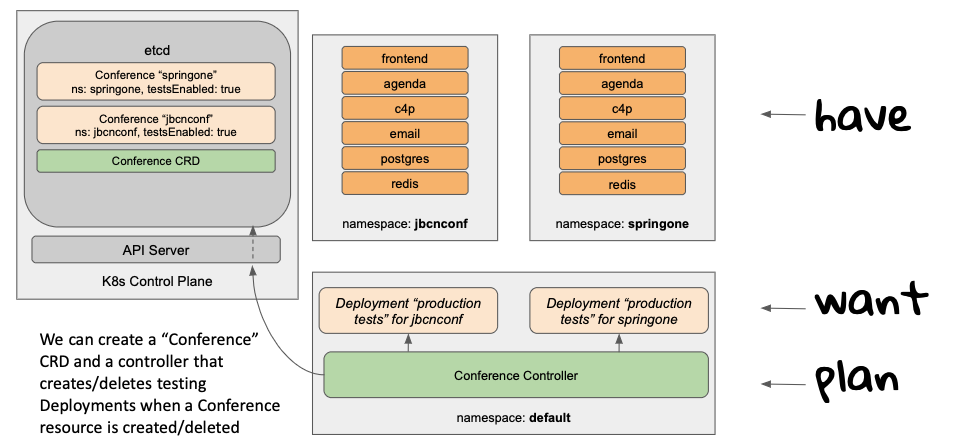 etcd
Conference “springone”
ns: springone, testsEnabled: true
Conference “jbcnconf”
ns: jbcnconf, testsEnabled: true
Conference CRD
API Server
K8s Control Plane
frontend
agenda
c4p
email
postgres
redis
namespace: jbcnconf
frontend
agenda
c4p
email
postgres
redis
namespace: springone
have
Deployment “production
tests” for jbcnconf
Deployment “production
tests” for springone
want
Conference Controller
namespace: default
plan
We can create a “Conference”
CRD and a controller that
creates/deletes testing
Deployments when a Conference
resource is created/deleted